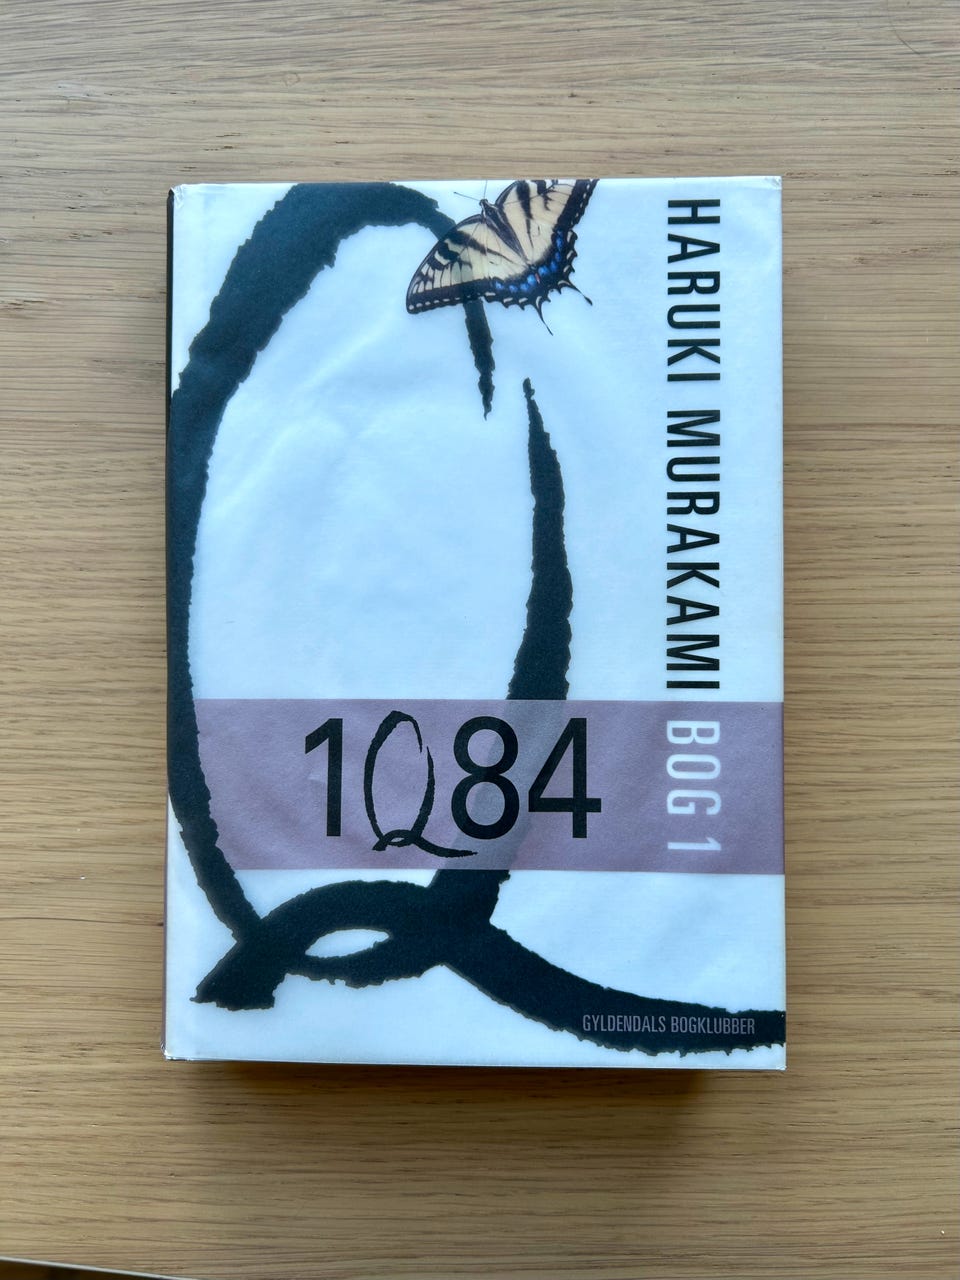 HARUKI MURAKAMI BOG 1
1Q84
GYLDENDALS BOGKLUBBER